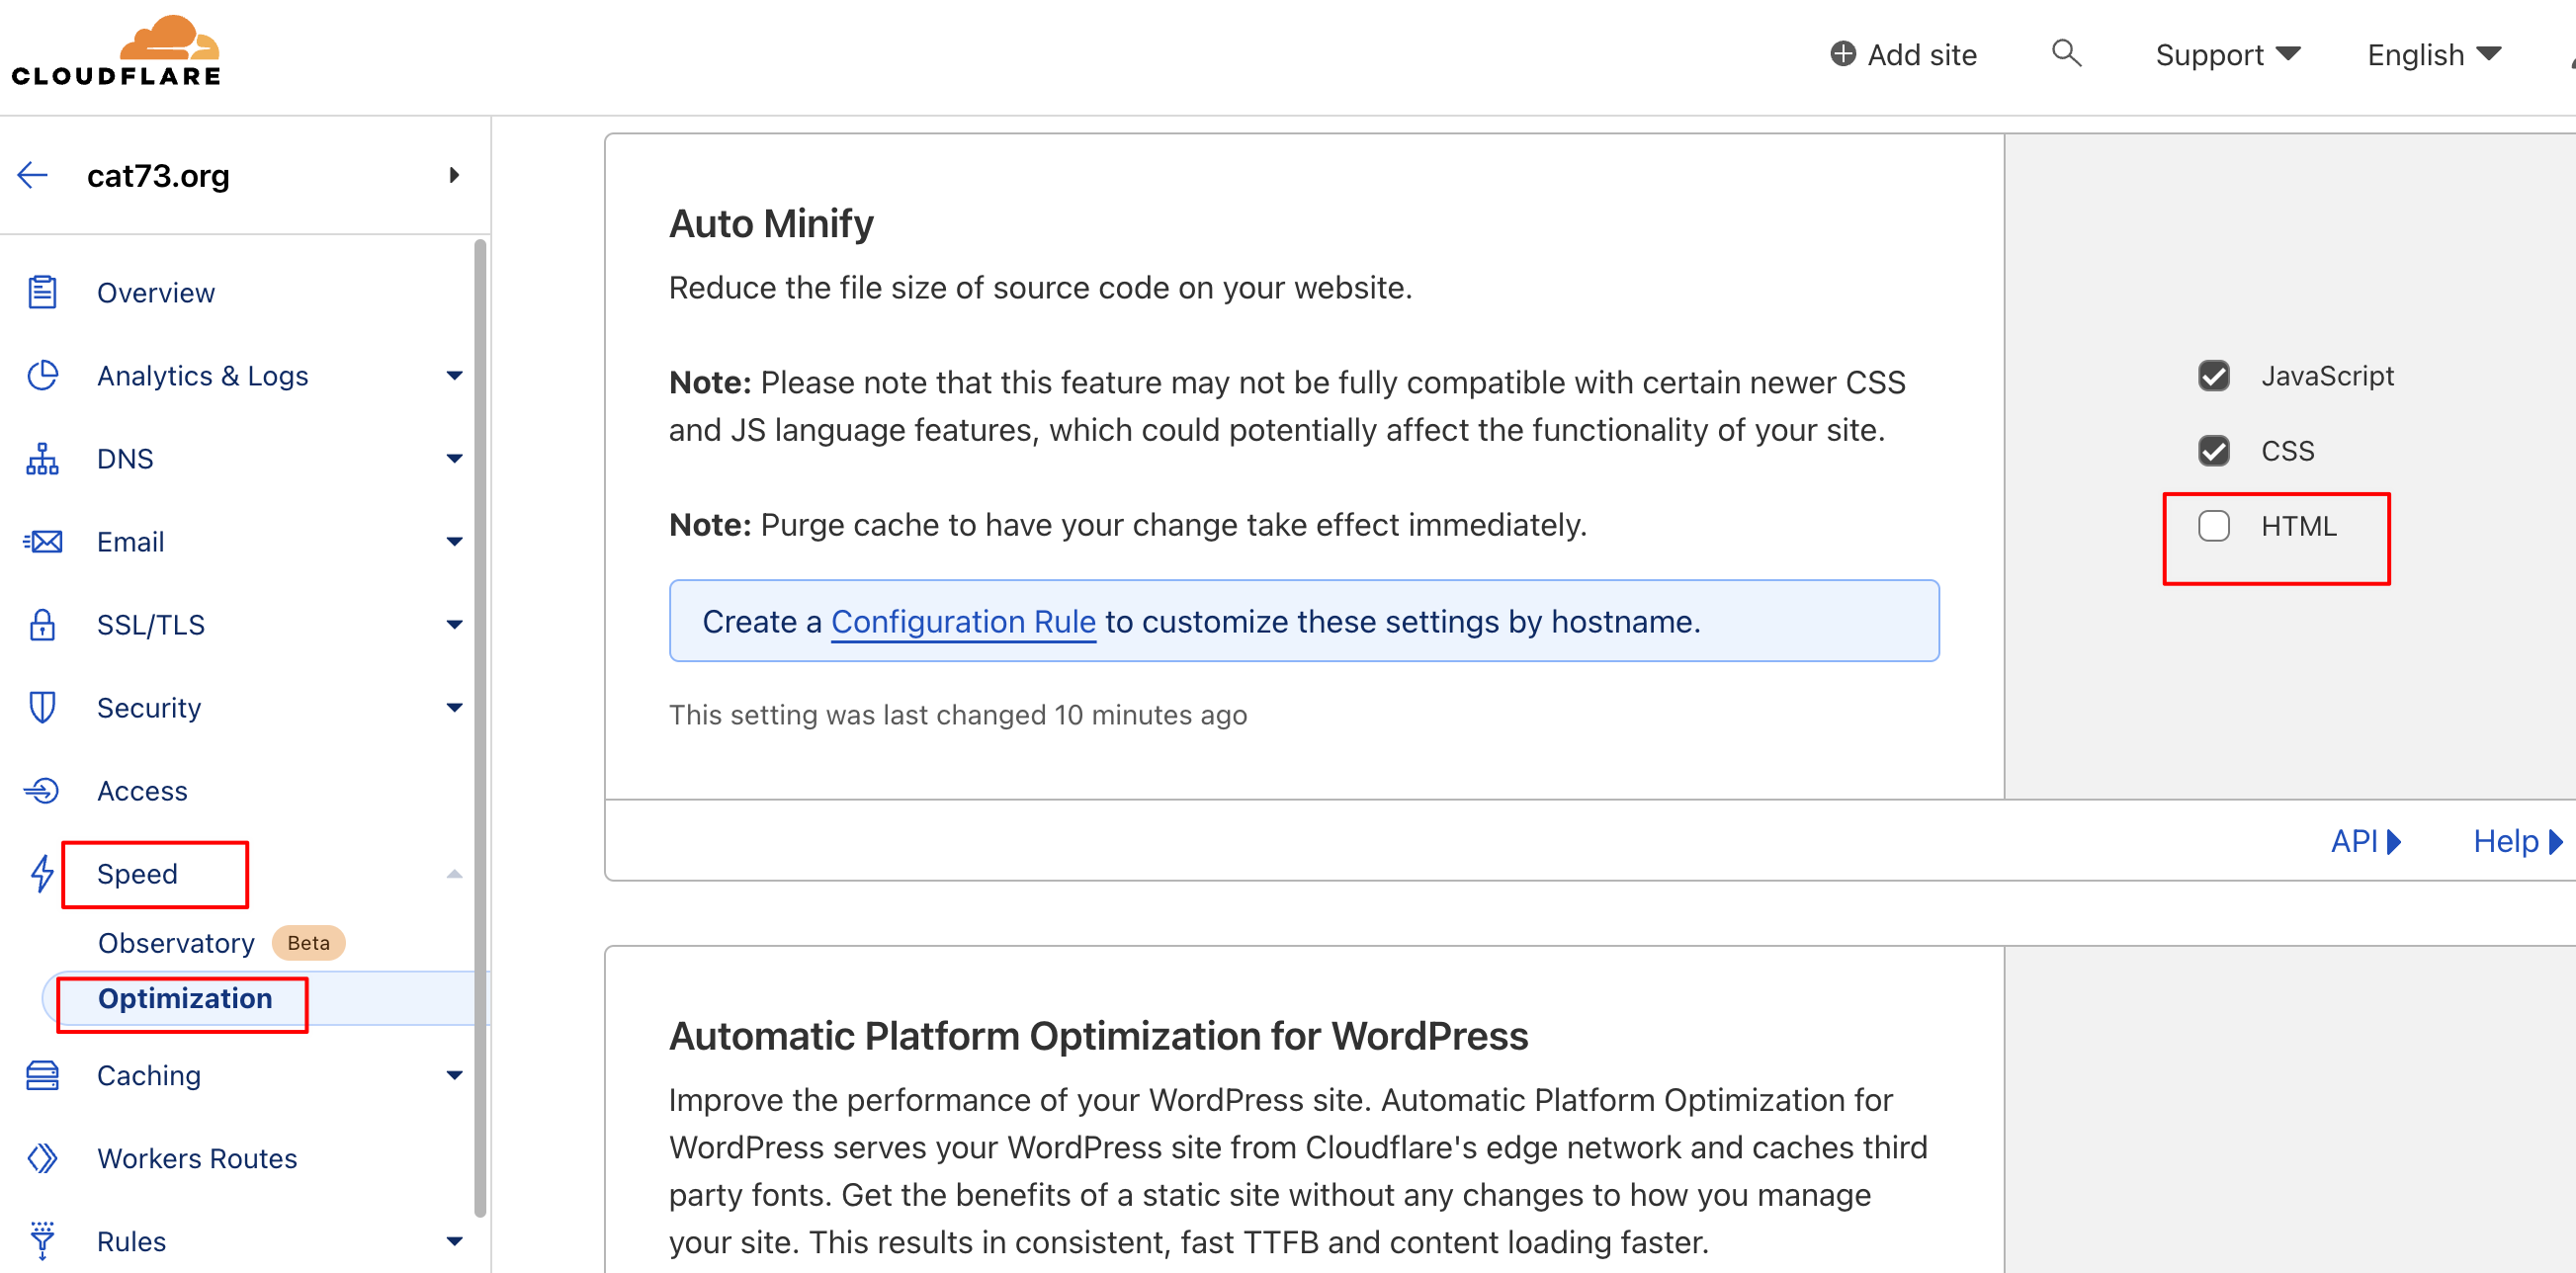 CLOUDFLARE
Add site
Support
English
cat73.org
Overview
Analytics & Logs
DNS
Email
SSL/TLS
Security
Access
Speed
Observatory Beta
Optimization
Caching
Workers Routes
Rules
Auto Minify
Reduce the file size of source code on your website.
Note: Please note that this feature may not be fully compatible with certain newer CSS
and JS language features, which could potentially affect the functionality of your site.
Note: Purge cache to have your change take effect immediately.
Create a Configuration Rule to customize these settings by hostname.
This setting was last changed 10 minutes ago
JavaScript
CSS
HTML
API
Help
Automatic Platform Optimization for WordPress
Improve the performance of your WordPress site. Automatic Platform Optimization for
WordPress serves your WordPress site from Cloudflare's edge network and caches third
party fonts. Get the benefits of a static site without any changes to how you manage
your site. This results in consistent, fast TTFB and content loading faster.